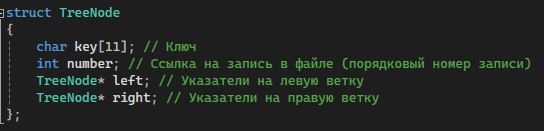 struct TreeNode
{
char key[11]; // Ключ
int number; // Ссылка на запись в файле (порядковый номер записи)
TreeNode* left; // Указатели на левую ветку
TreeNode* right; // Указатели на правую ветку
};